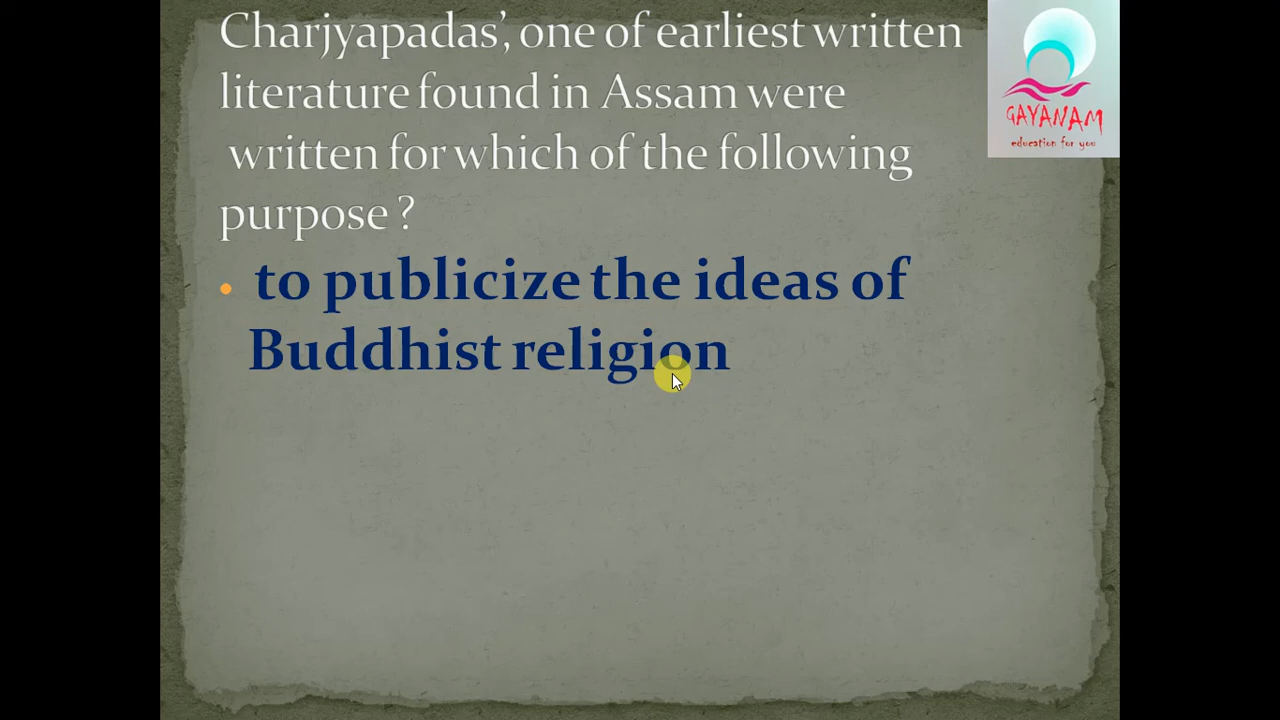 Charjyapadas’, one of earliest written
literature found in Assam were
written for which of the following
purpose ?
• to publicize the ideas of
Buddhist religion
GAYANAM
education for you